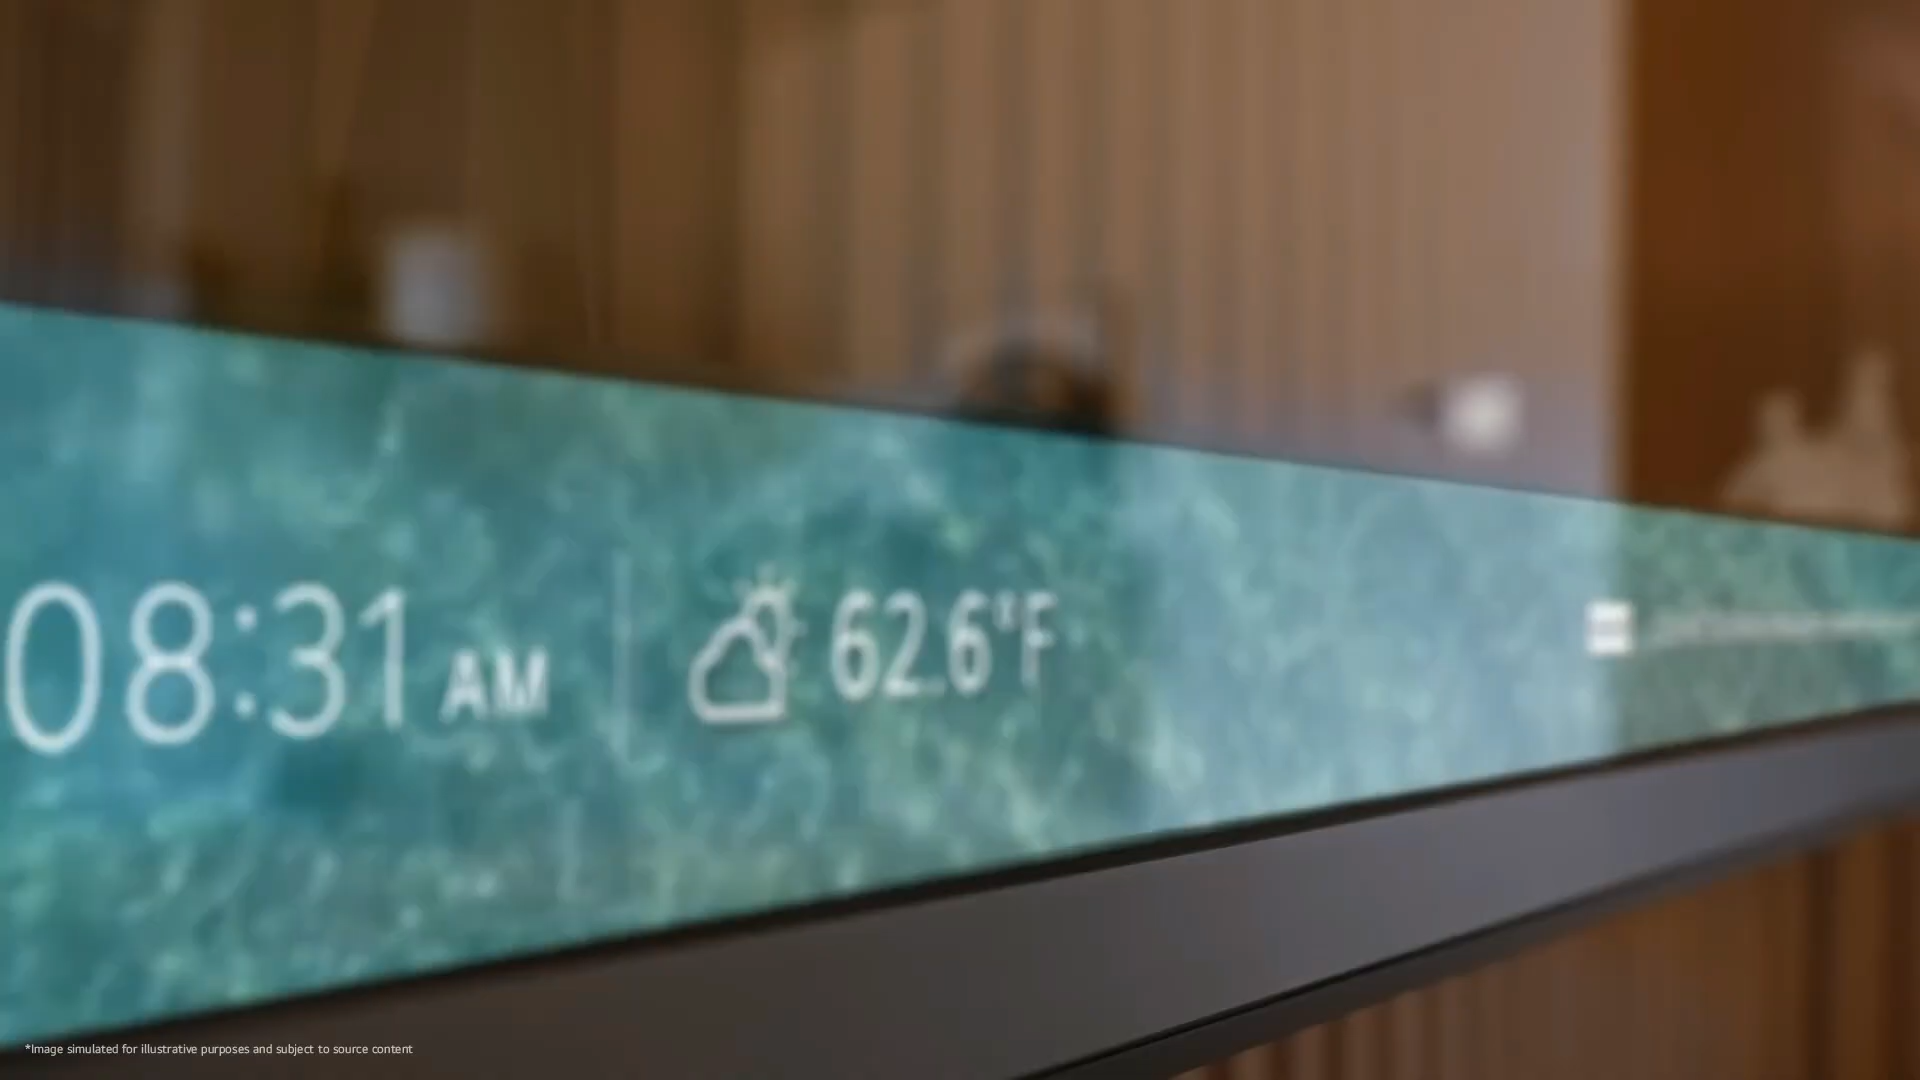 08:31 AM
62.6°F
*Image simulated for illustrative purposes and subject to source content